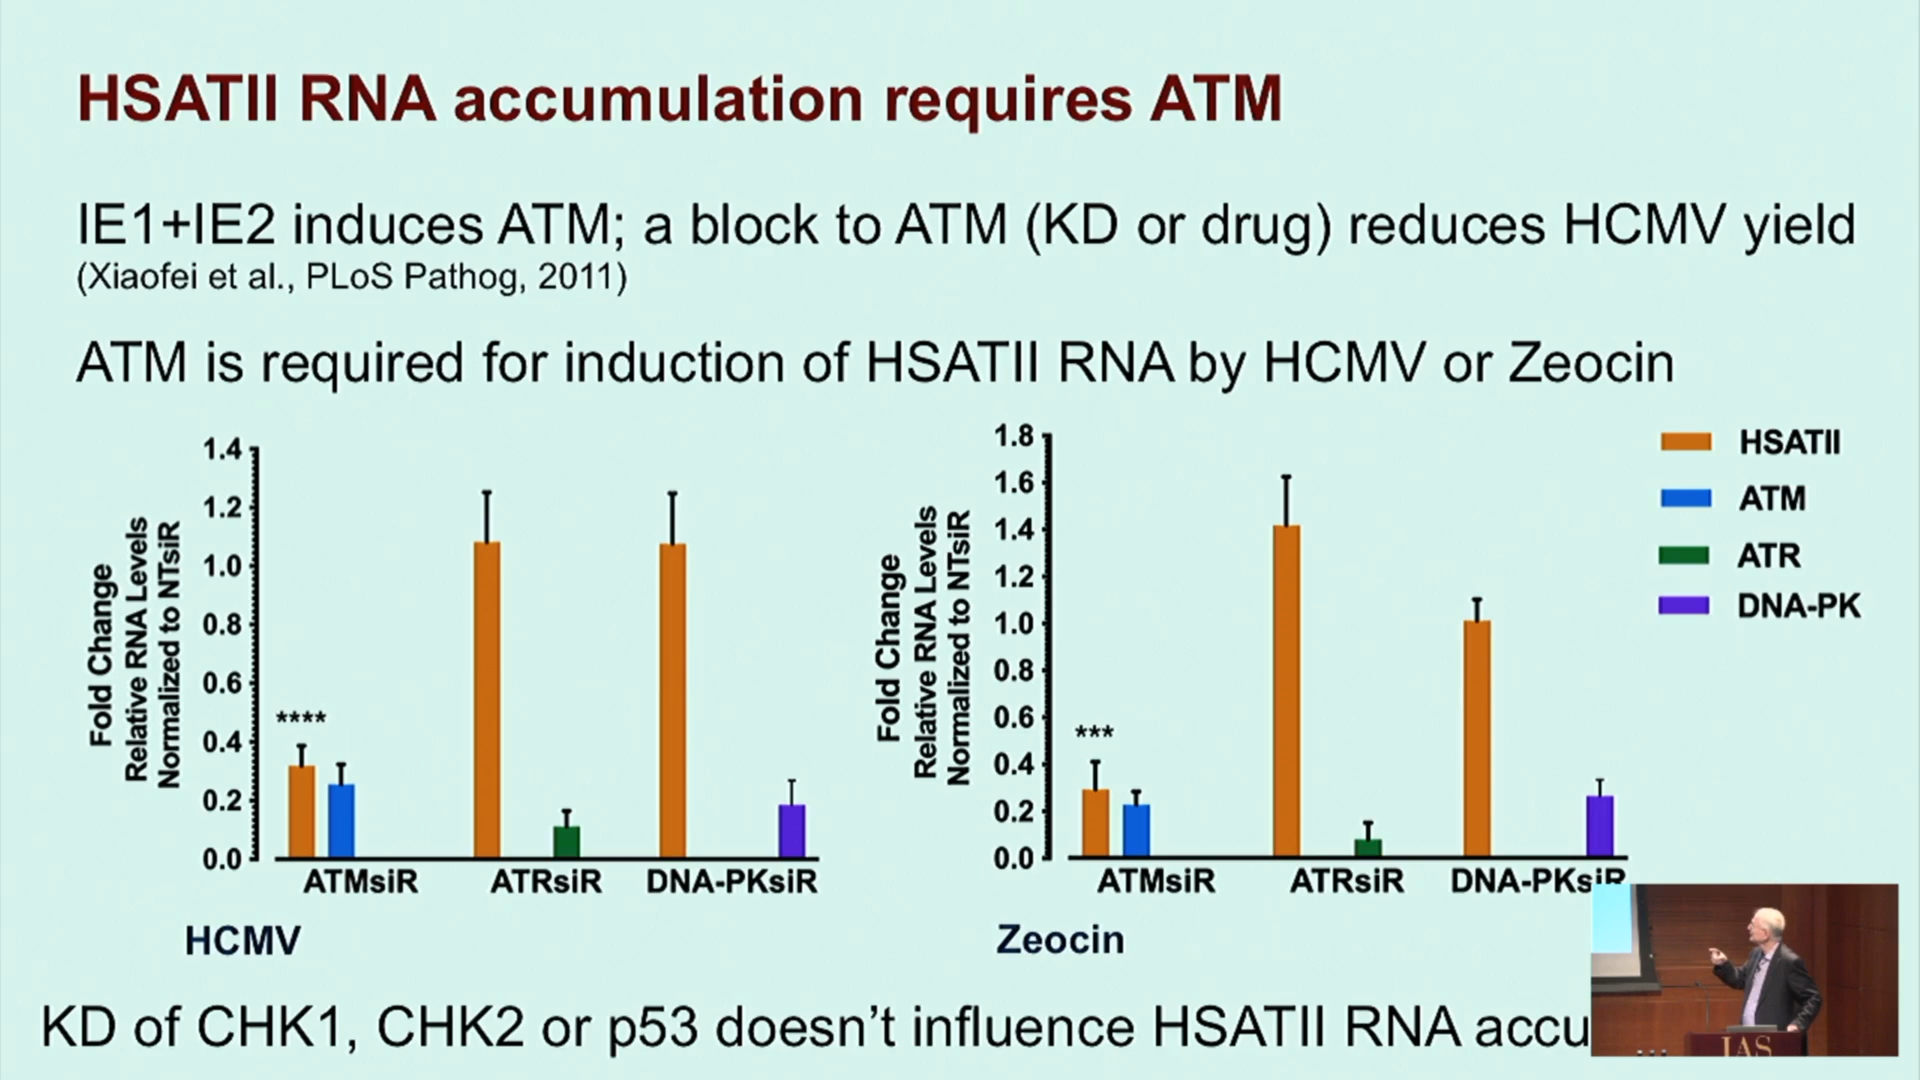 HSATII RNA accumulation requires ATM
IE1+IE2 induces ATM; a block to ATM (KD or drug) reduces HCMV yield
(Xiaofei et al., PLoS Pathog, 2011)
ATM is required for induction of HSATII RNA by HCMV or Zeocin
Fold Change
Relative RNA Levels
Normalized to NTsiR
1.4
1.2
1.0
0.8
0.6
0.4
0.2
0.0
****
ATMsiR ATRsiR DNA-PKsiR
HCMV
Fold Change
Relative RNA Levels
Normalized to NTsiR
1.8
1.6
1.4
1.2
1.0
0.8
0.6
0.4
0.2
0.0
***
ATMsiR ATRsiR DNA-PKsiR
Zeocin
HSATII
ATM
ATR
DNA-PK
KD of CHK1, CHK2 or p53 doesn't influence HSATII RNA accu
IAS